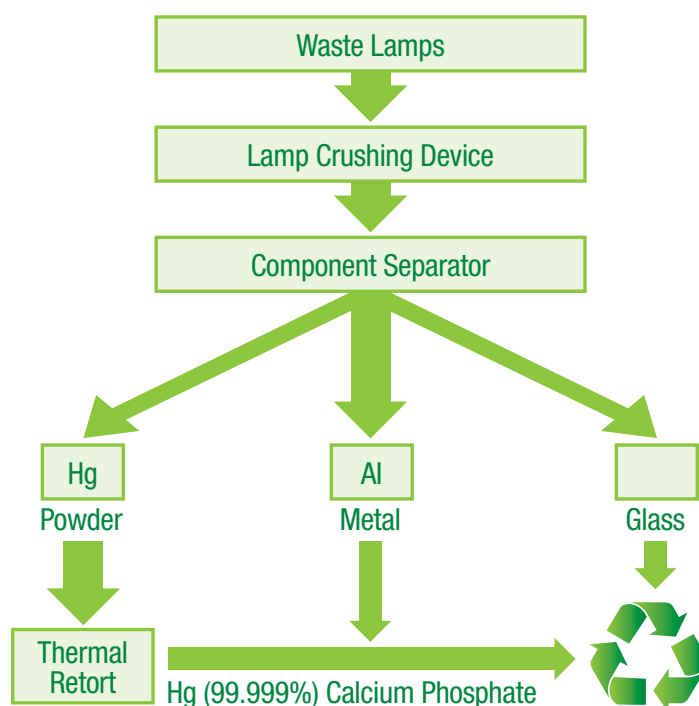 Waste Lamps
Lamp Crushing Device
Component Separator
Hg
Al
Powder
Metal
Glass
Thermal
Retort
Hg (99.999%) Calcium Phosphate